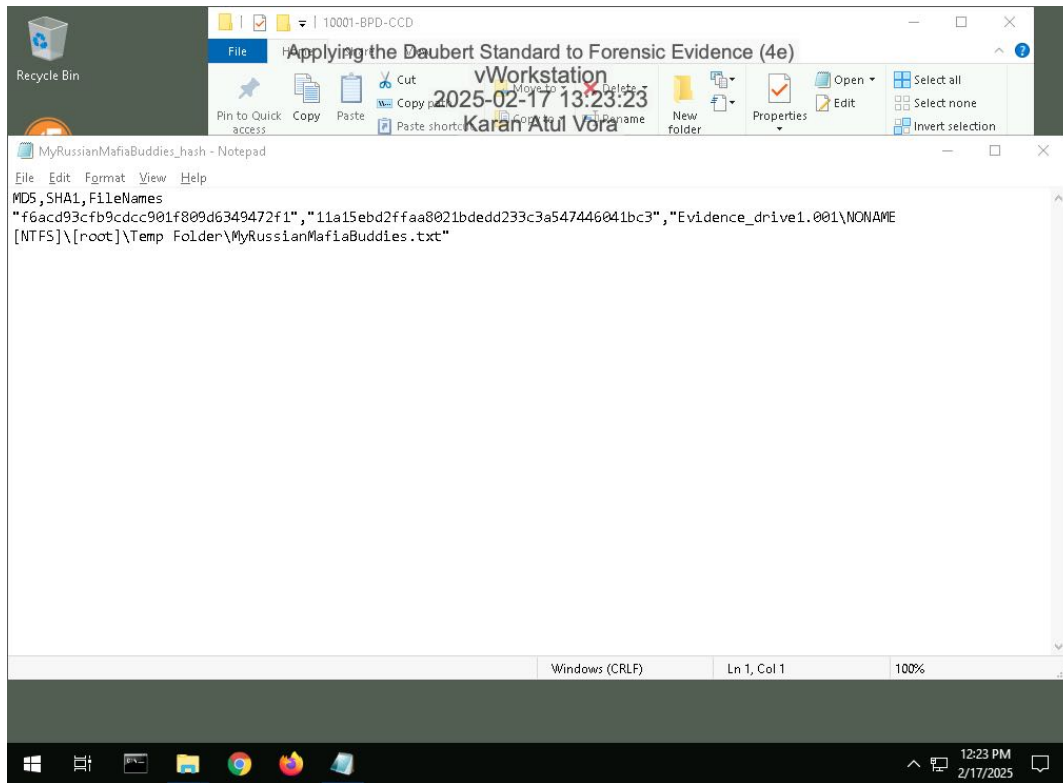 10001-BPD-CCD
File
Applying the Daubert Standard to Forensic Evidence (4e)
vWorkstation
2025-02-17 13:23:23
Karan Atul Vora
Recycle Bin
Pin to Quick access
Copy
Paste
Cut
Copy path
Paste
Move to
Copy to
Delete
Rename
New folder
Properties
Open
Edit
Select all
Select none
Invert selection
MyRussianMafiaBuddies_hash - Notepad
File Edit Format View Help
MD5,SHA1,FileNames
"f6acd93cfb9cdcc901f809d6349472f1","11a15ebd2ffaa8021bdedd233c3a547446041bc3","Evidence_drive1.001\NONAME
[NTFS]\[root]\Temp Folder\MyRussianMafiaBuddies.txt"
Windows (CRLF) Ln 1, Col 1 100%
12:23 PM
2/17/2025